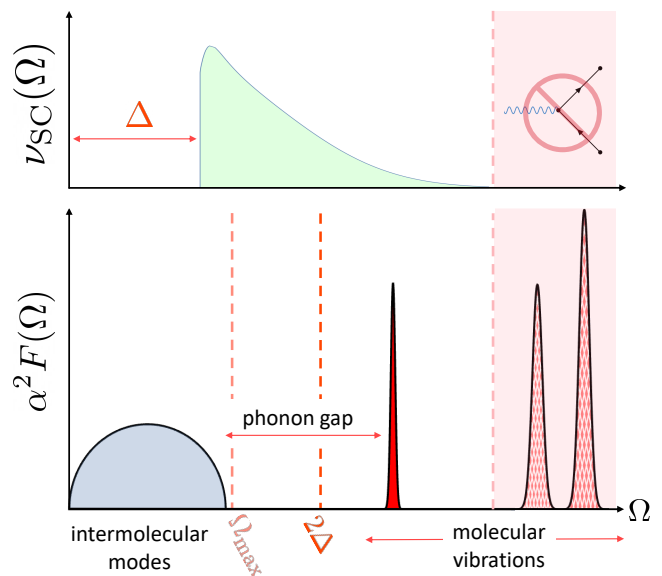 ν_SC(Ω)
Δ
α²F(Ω)
phonon gap
Ω
intermolecular
modes
Ω_max
2Δ
molecular
vibrations